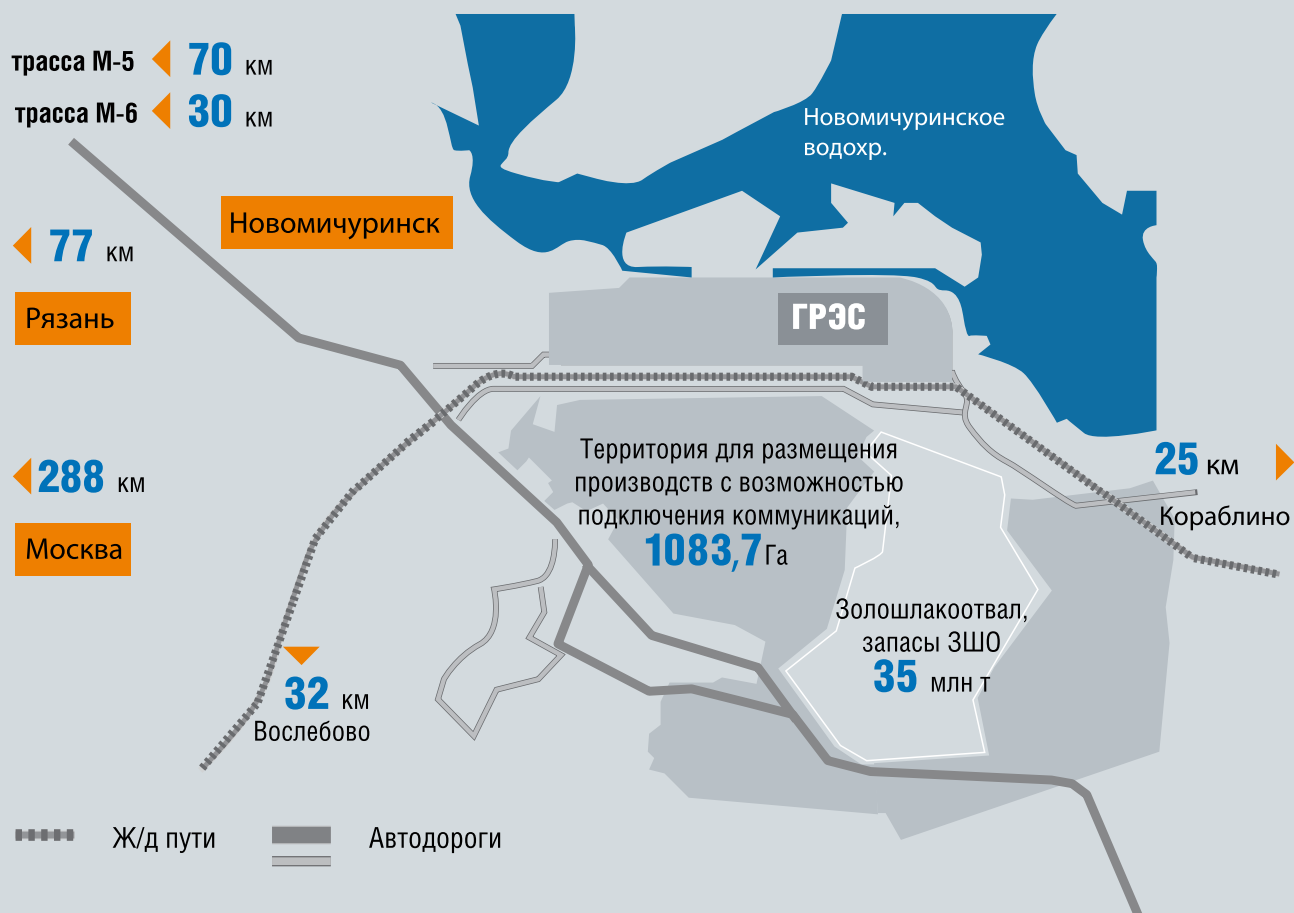 трасса М-5 70 км
трасса М-6 30 км
Новомичуринское
водохр.
Новомичуринск
77 км
Рязань
ГРЭС
288 км
Москва
Территория для размещения
производств с возможностью
подключения коммуникаций,
1083,7 Га
25 км
Кораблино
Золошлакоотвал,
запасы ЗШО
35 млн т
32 км
Вослебово
Ж/д пути
Автодороги